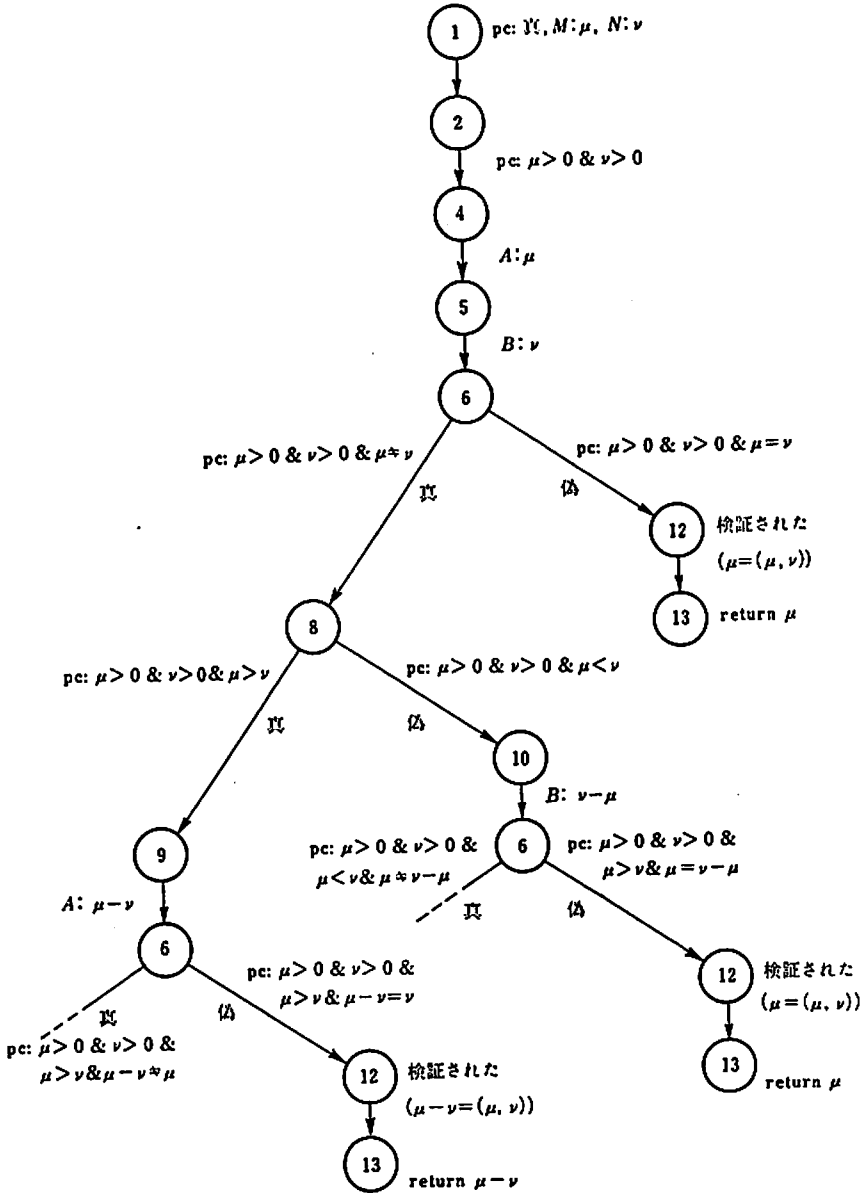 1
pc: 真, M:μ, N:ν
2
pc: μ>0 & ν>0
4
A:μ
5
B:ν
6
pc: μ>0 & ν>0 & μ≒ν
真
pc: μ>0 & ν>0 & μ=ν
偽
12
検証された
(μ=(μ, ν))
13
return μ
8
pc: μ>0 & ν>0 & μ>ν
真
pc: μ>0 & ν>0 & μ<ν
偽
10
B: ν−μ
9
A: μ−ν
6
pc: μ>0 & ν>0 &
μ<ν & μ≒ν−μ
真
pc: μ>0 & ν>0 &
μ>ν & μ=ν−μ
偽
12
検証された
(μ=(μ, ν))
13
return μ
6
真
pc: μ>0 & ν>0 &
μ>ν & μ−ν≒μ
pc: μ>0 & ν>0 &
μ>ν & μ−ν=ν
偽
12
検証された
(μ−ν=(μ, ν))
13
return μ−ν